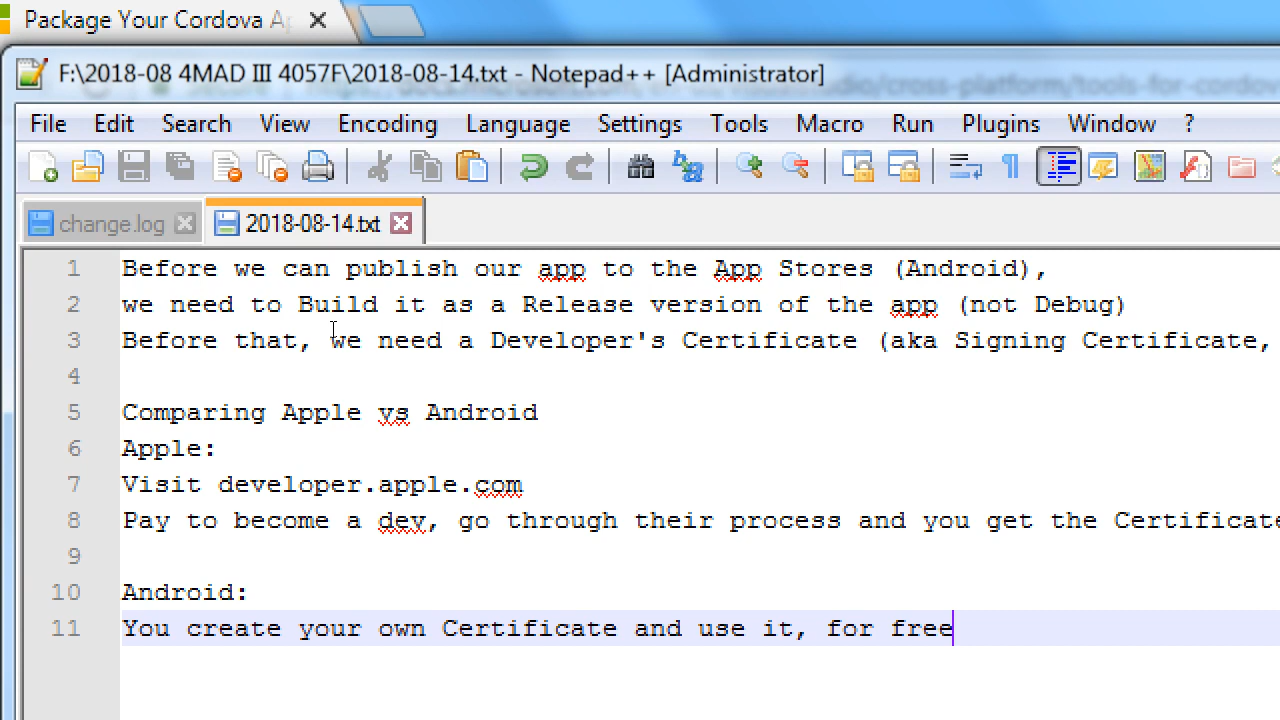 Package Your Cordova Ap
F:\2018-08 4MAD III 4057F\2018-08-14.txt - Notepad++ [Administrator]
File Edit Search View Encoding Language Settings Tools Macro Run Plugins Window ?
change.log 2018-08-14.txt
1 Before we can publish our app to the App Stores (Android),
2 we need to Build it as a Release version of the app (not Debug)
3 Before that, we need a Developer's Certificate (aka Signing Certificate,
4
5 Comparing Apple vs Android
6 Apple:
7 Visit developer.apple.com
8 Pay to become a dev, go through their process and you get the Certificate
9
10 Android:
11 You create your own Certificate and use it, for free